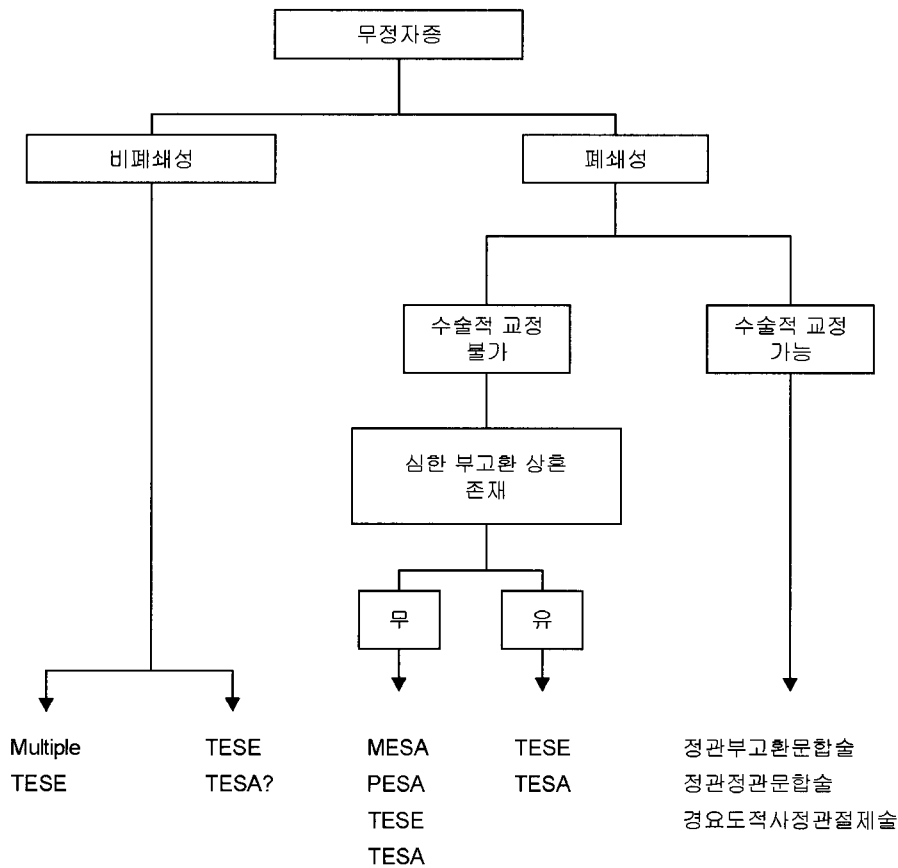 무정자증
비폐쇄성
폐쇄성
수술적 교정
불가
수술적 교정
가능
심한 부고환 상흔
존재
무
유
Multiple
TESE
TESE
TESA?
MESA
PESA
TESE
TESA
TESE
TESA
정관부고환문합술
정관정관문합술
경요도적사정관절제술